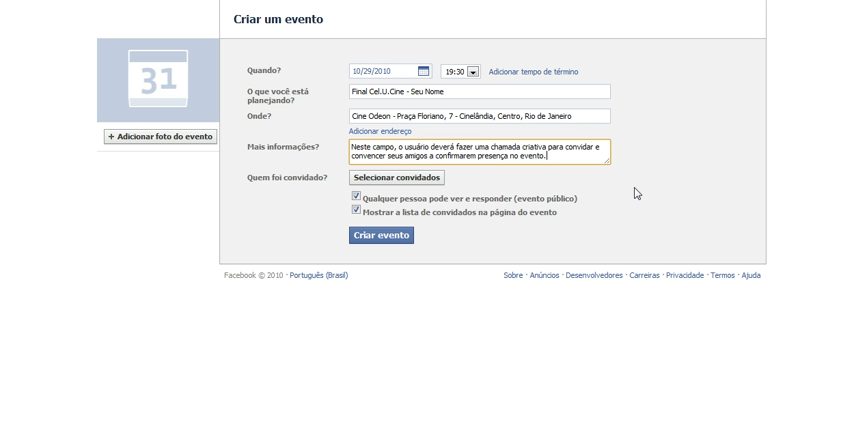 Criar um evento
31
+ Adicionar foto do evento
Quando?
10/29/2010
19:30
Adicionar tempo de término
O que você está
planejando?
Final Cel.U.Cine - Seu Nome
Onde?
Cine Odeon - Praça Floriano, 7 - Cinelândia, Centro, Rio de Janeiro
Adicionar endereço
Mais informações?
Neste campo, o usuário deverá fazer uma chamada criativa para convidar e
convencer seus amigos a confirmarem presença no evento.
Quem foi convidado?
Selecionar convidados
Qualquer pessoa pode ver e responder (evento público)
Mostrar a lista de convidados na página do evento
Criar evento
Facebook © 2010 · Português (Brasil)
Sobre · Anúncios · Desenvolvedores · Carreiras · Privacidade · Termos · Ajuda